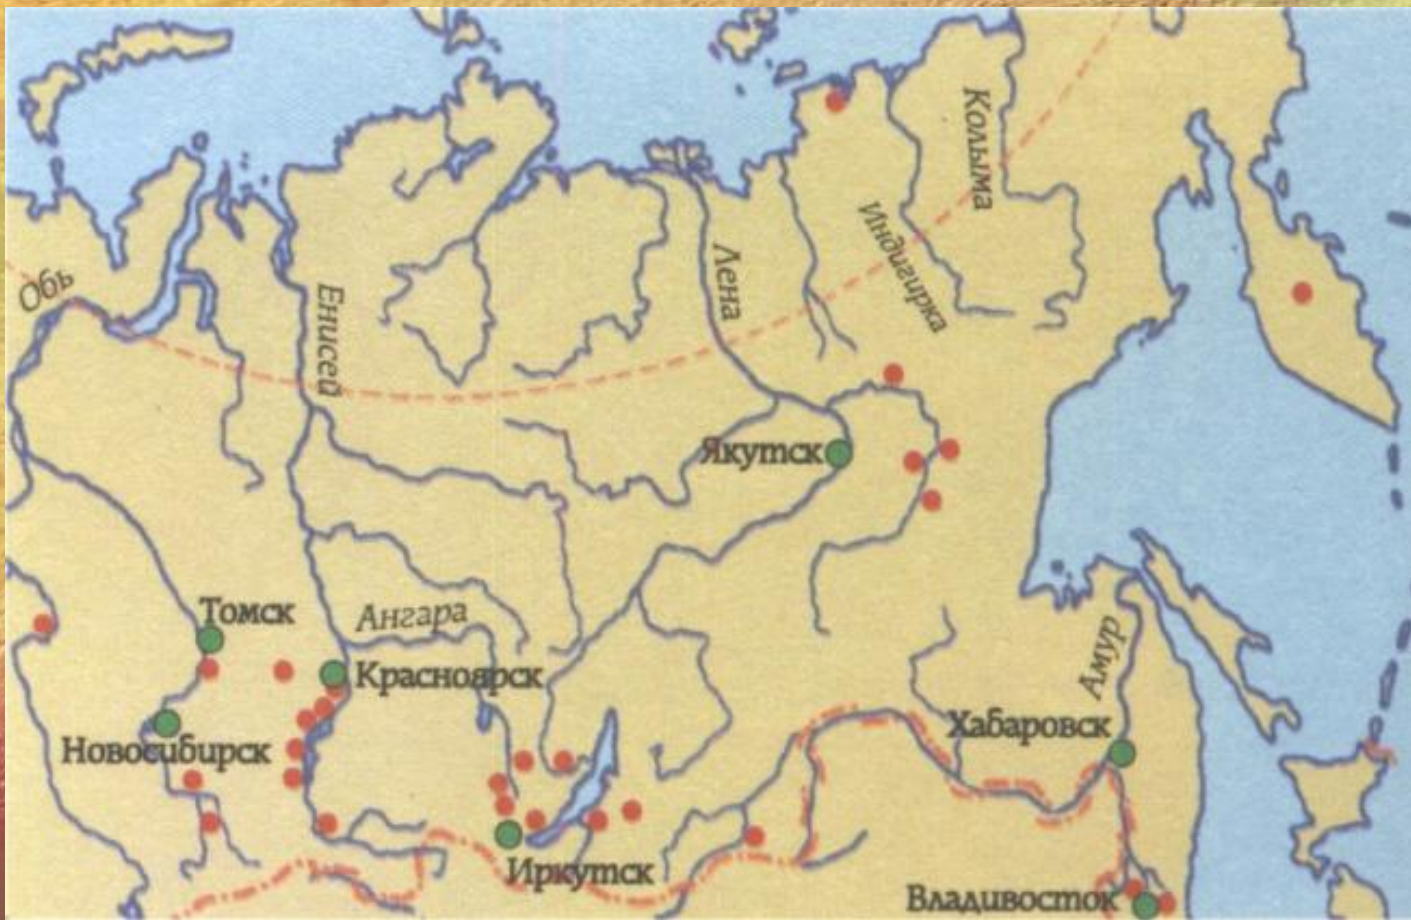 Обь
Енисей
Лена
Индигирка
Колыма
Якутск
Томск
Ангара
Красноярск
Новосибирск
Иркутск
Амур
Хабаровск
Владивосток